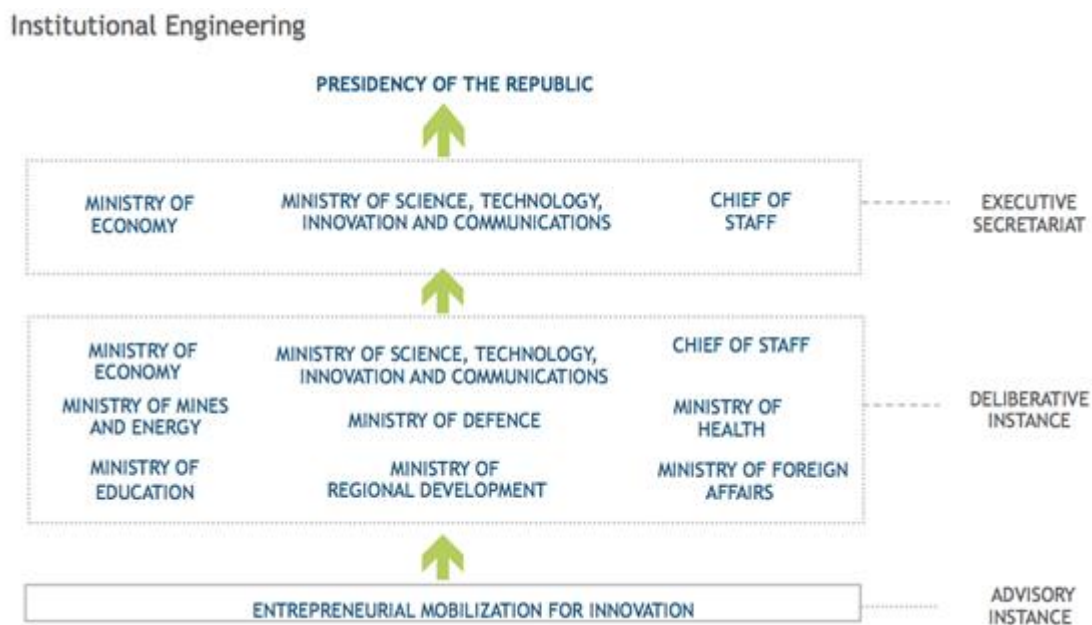 Institutional Engineering
PRESIDENCY OF THE REPUBLIC
MINISTRY OF
ECONOMY
MINISTRY OF SCIENCE, TECHNOLOGY,
INNOVATION AND COMMUNICATIONS
CHIEF OF
STAFF
EXECUTIVE
SECRETARIAT
MINISTRY OF
ECONOMY
MINISTRY OF SCIENCE, TECHNOLOGY,
INNOVATION AND COMMUNICATIONS
CHIEF OF STAFF
MINISTRY OF MINES
AND ENERGY
MINISTRY OF DEFENCE
MINISTRY OF
HEALTH
DELIBERATIVE
INSTANCE
MINISTRY OF
EDUCATION
MINISTRY OF
REGIONAL DEVELOPMENT
MINISTRY OF FOREIGN
AFFAIRS
ENTREPRENEURIAL MOBILIZATION FOR INNOVATION
ADVISORY
INSTANCE